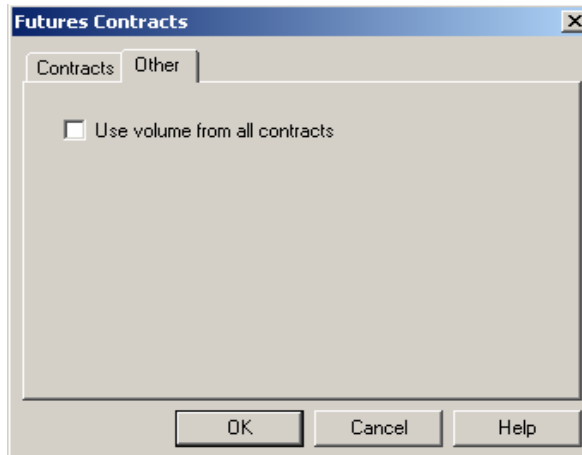 Futures Contracts
Contracts Other
Use volume from all contracts
OK Cancel Help